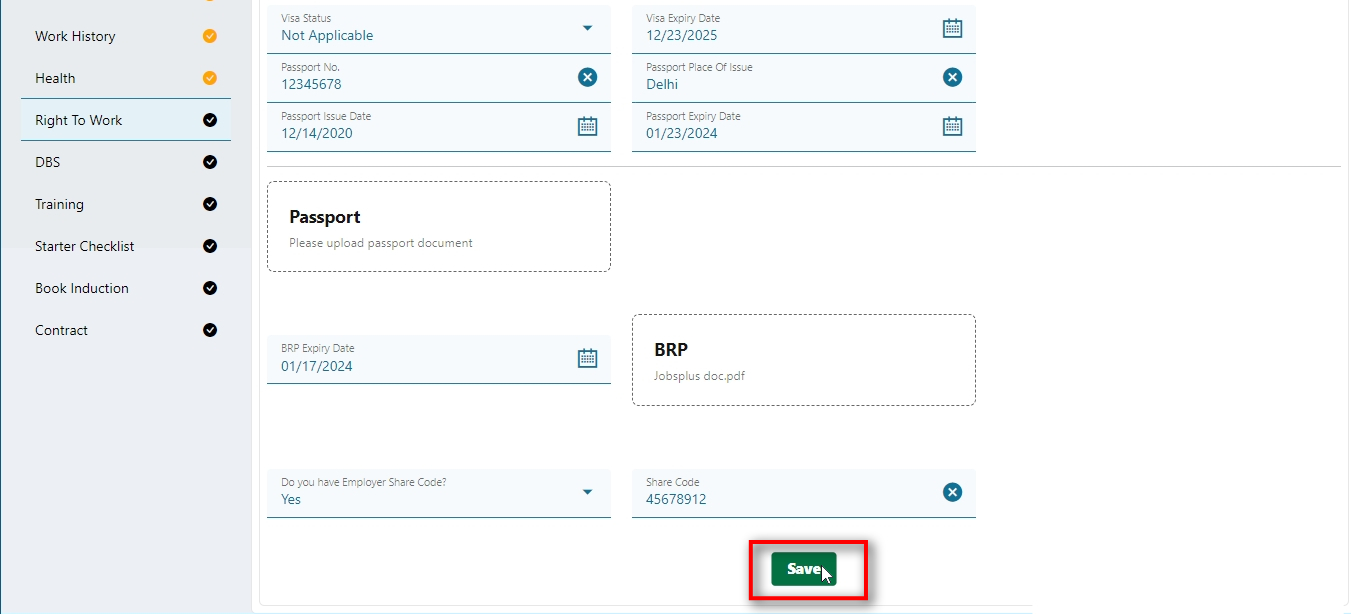 Work History
Health
Right To Work
DBS
Training
Starter Checklist
Book Induction
Contract
Visa Status
Not Applicable
Visa Expiry Date
12/23/2025
Passport No.
12345678
Passport Place Of Issue
Delhi
Passport Issue Date
12/14/2020
Passport Expiry Date
01/23/2024
Passport
Please upload passport document
BRP Expiry Date
01/17/2024
BRP
Jobsplus doc.pdf
Do you have Employer Share Code?
Yes
Share Code
45678912
Save